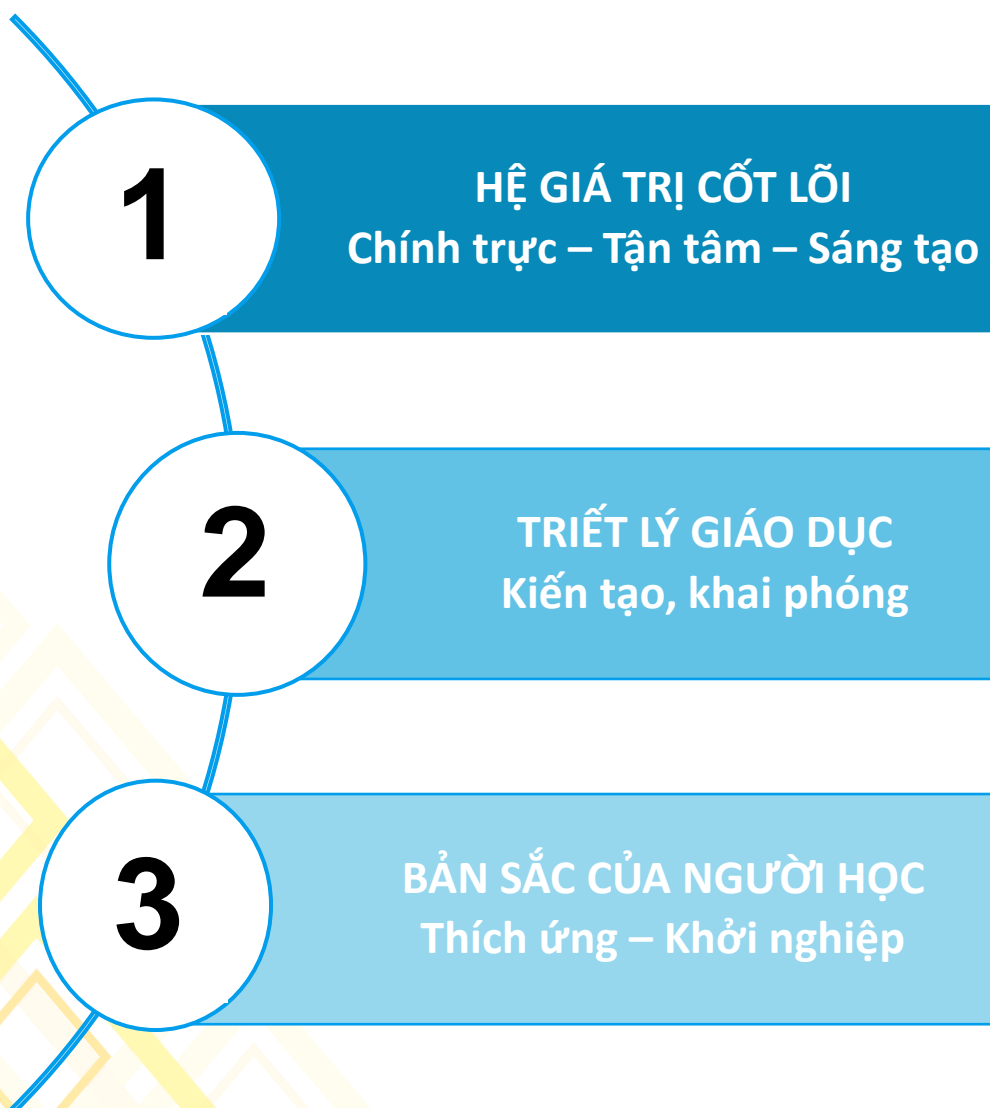 1
HỆ GIÁ TRỊ CỐT LÕI
Chính trực – Tận tâm – Sáng tạo
2
TRIẾT LÝ GIÁO DỤC
Kiến tạo, khai phóng
3
BẢN SẮC CỦA NGƯỜI HỌC
Thích ứng – Khởi nghiệp